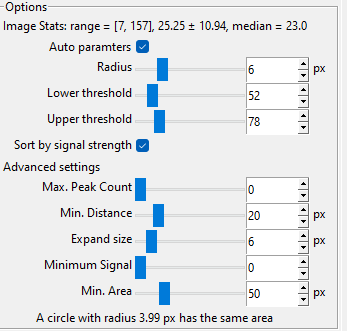 Options
Image Stats: range = [7, 157], 25.25 ± 10.94, median = 23.0
Auto paramters
Radius 6 px
Lower threshold 52
Upper threshold 78
Sort by signal strength
Advanced settings
Max. Peak Count 0
Min. Distance 20 px
Expand size 6 px
Minimum Signal 0
Min. Area 50 px
A circle with radius 3.99 px has the same area